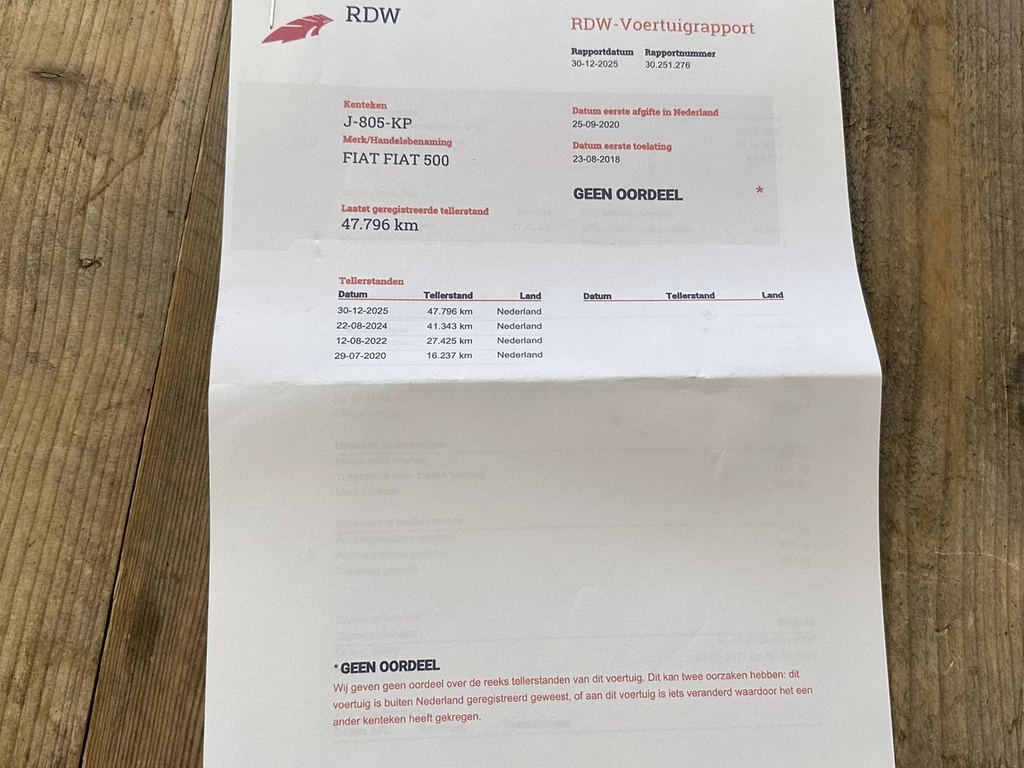 RDW
RDW-Voertuigrapport
Rapportdatum Rapportnummer
30-12-2025 30.251.276
Kenteken
J-805-KP
Merk/Handelsbenaming
FIAT FIAT 500
Laatst geregistreerde tellerstand
47.796 km
Datum eerste afgifte in Nederland
25-09-2020
Datum eerste toelating
23-08-2018
GEEN OORDEEL *
Tellerstanden
Datum Tellerstand Land Datum Tellerstand Land
30-12-2025 47.796 km Nederland
22-08-2024 41.343 km Nederland
12-08-2022 27.425 km Nederland
29-07-2020 16.237 km Nederland
* GEEN OORDEEL
Wij geven geen oordeel over de reeks tellerstanden van dit voertuig. Dit kan twee oorzaken hebben: dit
voertuig is buiten Nederland geregistreerd geweest, of aan dit voertuig is iets veranderd waardoor het een
ander kenteken heeft gekregen.